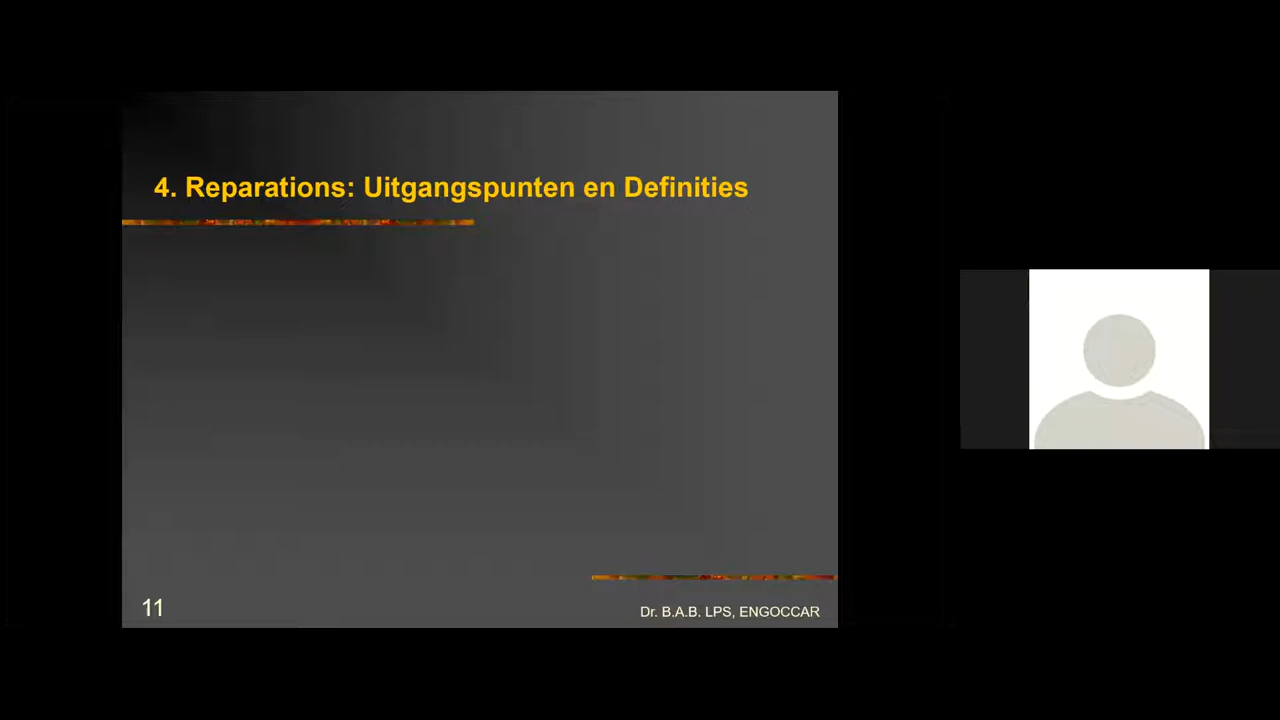 4. Reparations: Uitgangspunten en Definities
11
Dr. B.A.B. LPS, ENGOCCAR